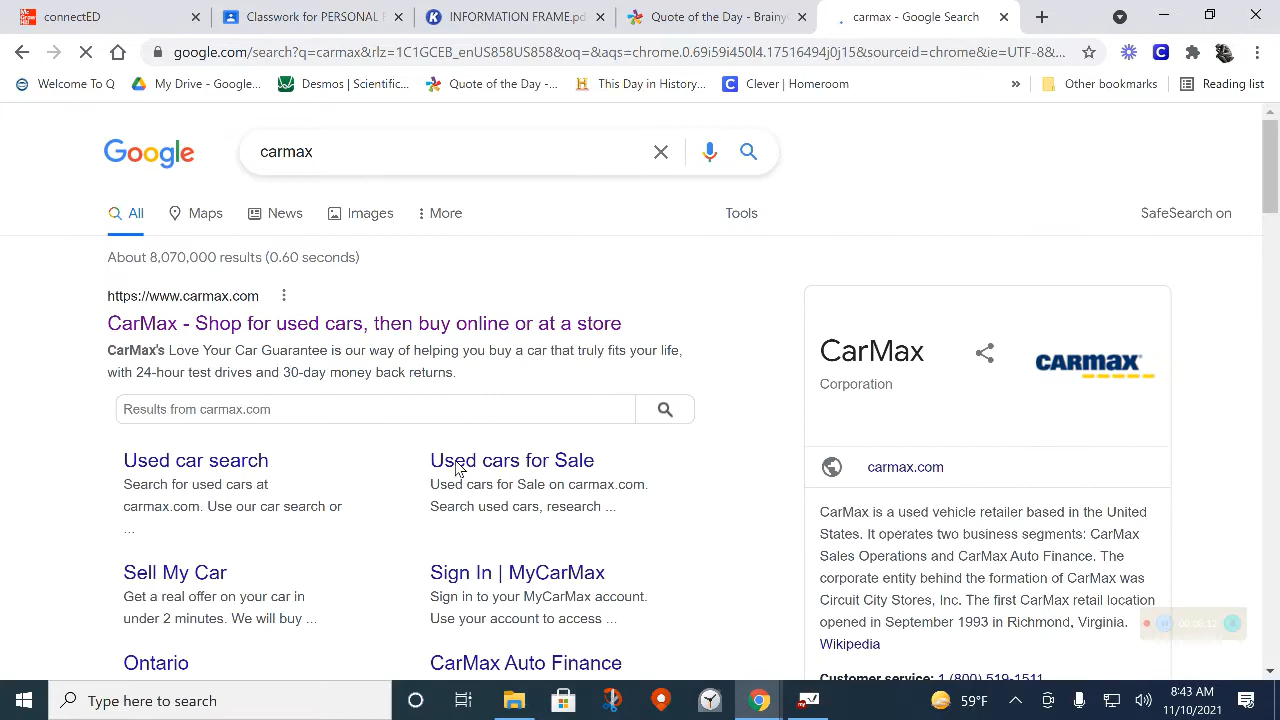 connectED
Classwork for PERSONAL F
INFORMATION FRAME.pd
Quote of the Day - BrainyQ
carmax - Google Search
google.com/search?q=carmax&rlz=1C1GCEB_enUS858US858&oq=&aqs=chrome.0.69i59i450l4.17516494j0j15&sourceid=chrome&ie=UTF-8&...
Welcome To Q
My Drive - Google...
Desmos | Scientific...
Quote of the Day -...
This Day in History...
Clever | Homeroom
»
Other bookmarks
Reading list
Google
carmax
All
Maps
News
Images
More
Tools
SafeSearch on
About 8,070,000 results (0.60 seconds)
https://www.carmax.com
CarMax - Shop for used cars, then buy online or at a store
CarMax's Love Your Car Guarantee is our way of helping you buy a car that truly fits your life,
with 24-hour test drives and 30-day money back returns.
Results from carmax.com
Used car search
Search for used cars at
carmax.com. Use our car search or
...
Used cars for Sale
Used cars for Sale on carmax.com.
Search used cars, research ...
Sell My Car
Get a real offer on your car in
under 2 minutes. We will buy ...
Sign In | MyCarMax
Sign in to your MyCarMax account.
Use your account to access ...
Ontario
CarMax Auto Finance
CarMax
Corporation
CARMAX
carmax.com
CarMax is a used vehicle retailer based in the United
States. It operates two business segments: CarMax
Sales Operations and CarMax Auto Finance. The
corporate entity behind the formation of CarMax was
Circuit City Stores, Inc. The first CarMax retail location
opened in September 1993 in Richmond, Virginia.
Wikipedia
Customer service: 1 (800) 519-1511
Type here to search
59°F
8:43 AM
11/10/2021